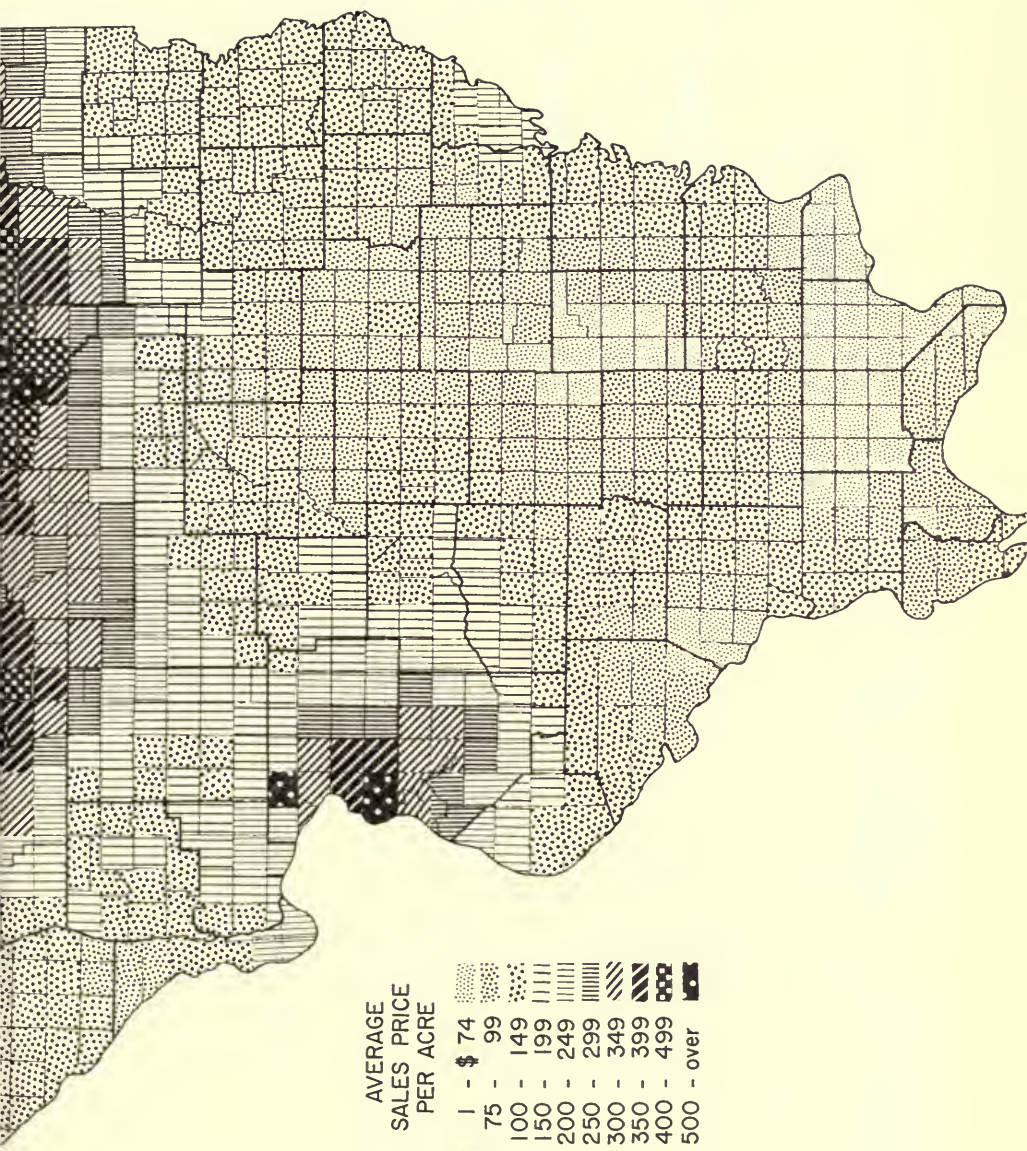 AVERAGE
SALES PRICE
PER ACRE
1 - $ 74
75 - 99
100 - 149
150 - 199
200 - 249
250 - 299
300 - 349
350 - 399
400 - 499
500 - over